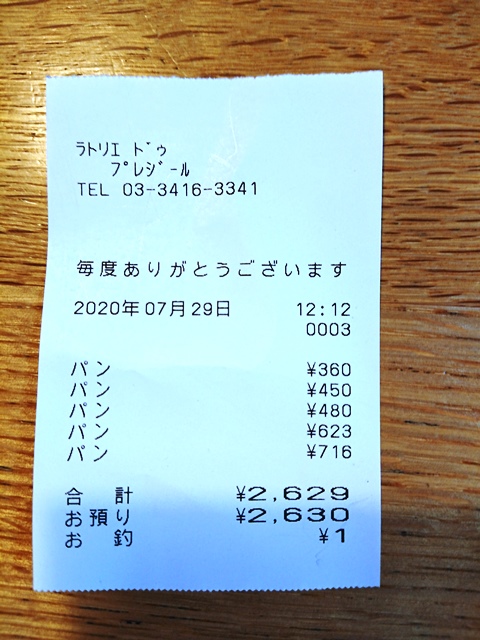 ﾗﾄﾘｴ ﾄﾞｩ
ﾌﾟﾚｼﾞｰﾙ
TEL 03-3416-3341
毎度ありがとうございます
2020年07月29日 12:12
0003
パン ¥360
パン ¥450
パン ¥480
パン ¥623
パン ¥716
合計 ¥2,629
お預り ¥2,630
お釣 ¥1